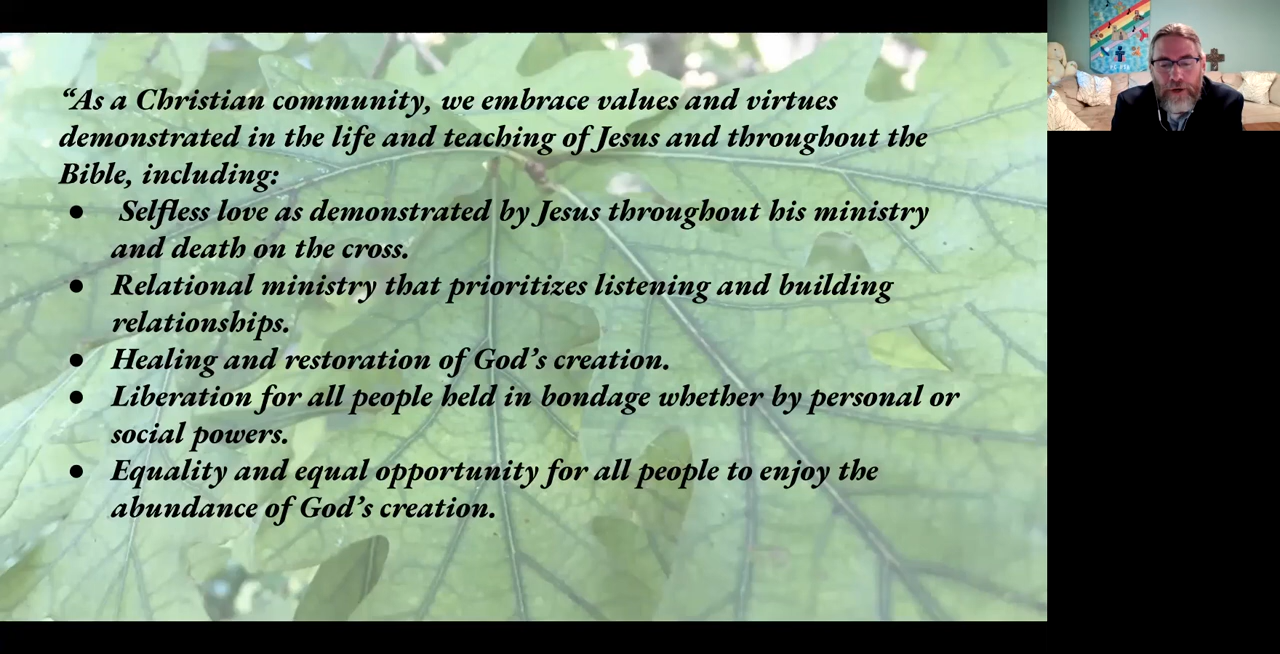 “As a Christian community, we embrace values and virtues
demonstrated in the life and teaching of Jesus and throughout the
Bible, including:
● Selfless love as demonstrated by Jesus throughout his ministry
and death on the cross.
● Relational ministry that prioritizes listening and building
relationships.
● Healing and restoration of God’s creation.
● Liberation for all people held in bondage whether by personal or
social powers.
● Equality and equal opportunity for all people to enjoy the
abundance of God’s creation.